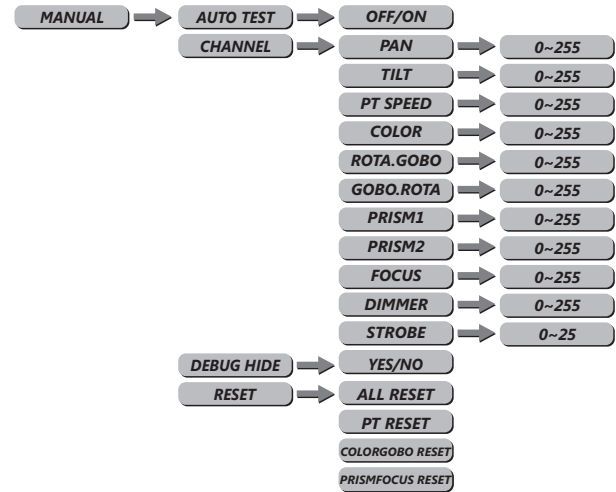 MANUAL AUTO TEST OFF/ON
CHANNEL PAN 0~255
TILT 0~255
PT SPEED 0~255
COLOR 0~255
ROTA.GOBO 0~255
GOBO.ROTA 0~255
PRISM1 0~255
PRISM2 0~255
FOCUS 0~255
DIMMER 0~255
STROBE 0~25
DEBUG HIDE YES/NO
RESET ALL RESET
PT RESET
COLORGOBO RESET
PRISMFOCUS RESET